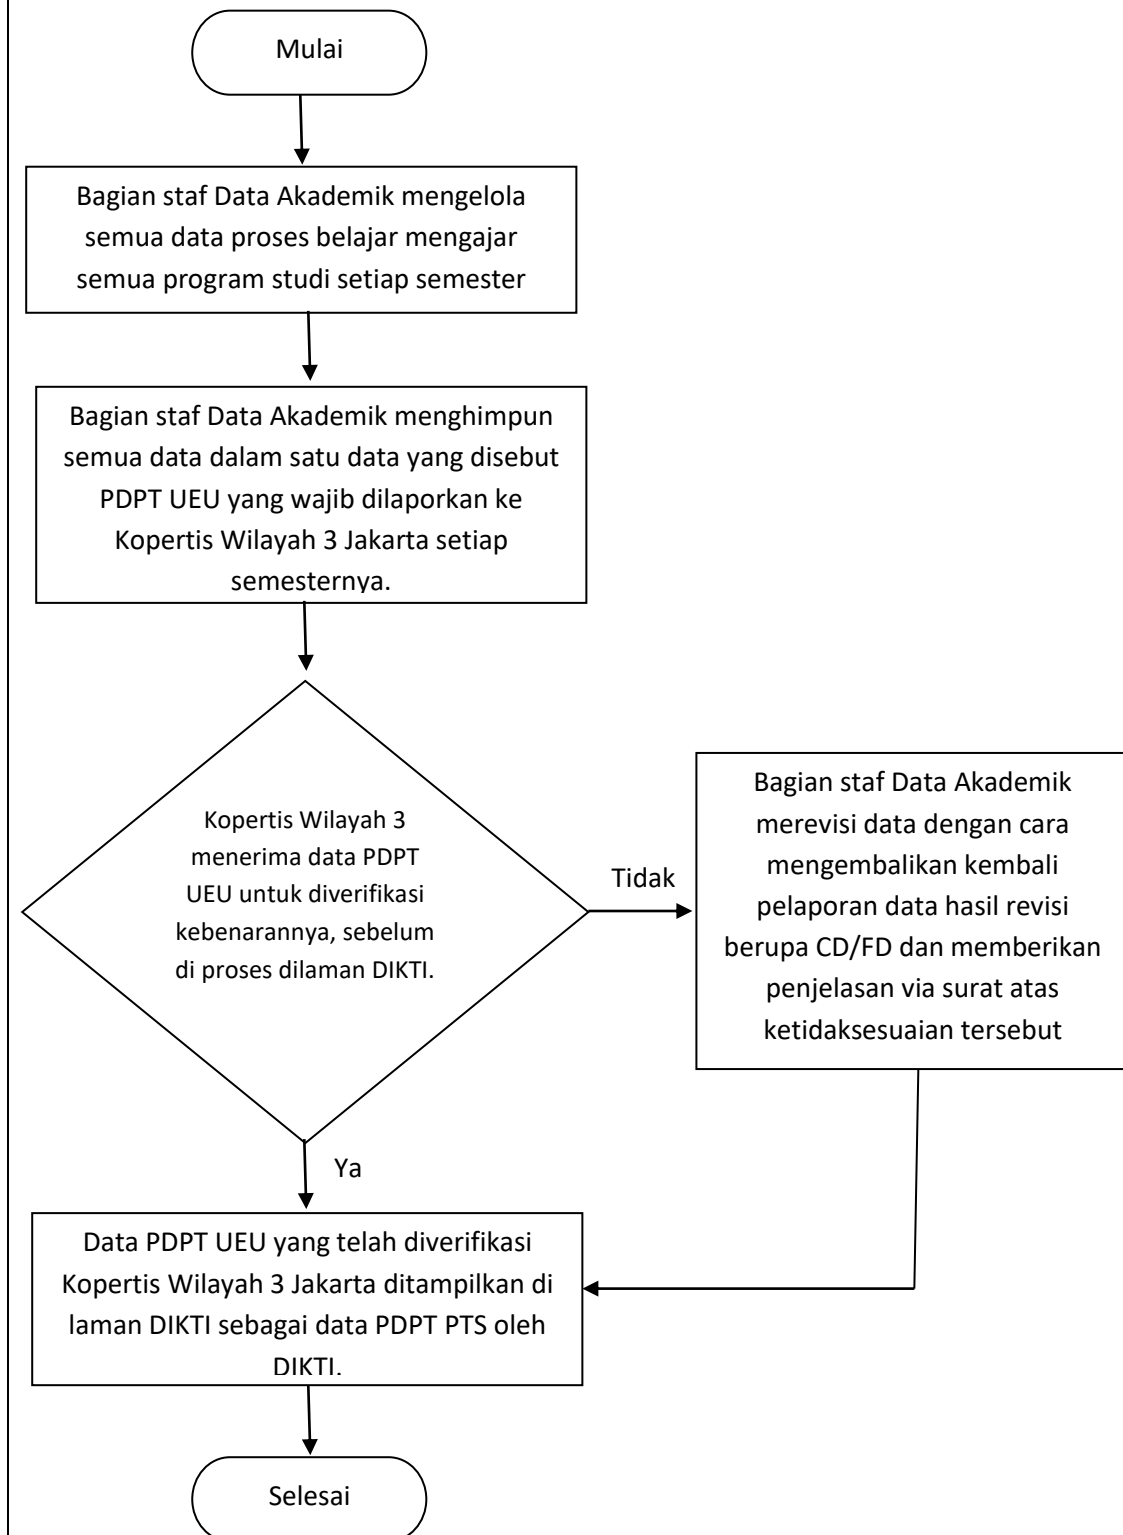 Mulai
Bagian staf Data Akademik mengelola
semua data proses belajar mengajar
semua program studi setiap semester
Bagian staf Data Akademik menghimpun
semua data dalam satu data yang disebut
PDPT UEU yang wajib dilaporkan ke
Kopertis Wilayah 3 Jakarta setiap
semesternya.
Kopertis Wilayah 3
menerima data PDPT
UEU untuk diverifikasi
kebenarannya, sebelum
di proses dilaman DIKTI.
Tidak
Bagian staf Data Akademik
merevisi data dengan cara
mengembalikan kembali
pelaporan data hasil revisi
berupa CD/FD dan memberikan
penjelasan via surat atas
ketidaksesuaian tersebut
Ya
Data PDPT UEU yang telah diverifikasi
Kopertis Wilayah 3 Jakarta ditampilkan di
laman DIKTI sebagai data PDPT PTS oleh
DIKTI.
Selesai